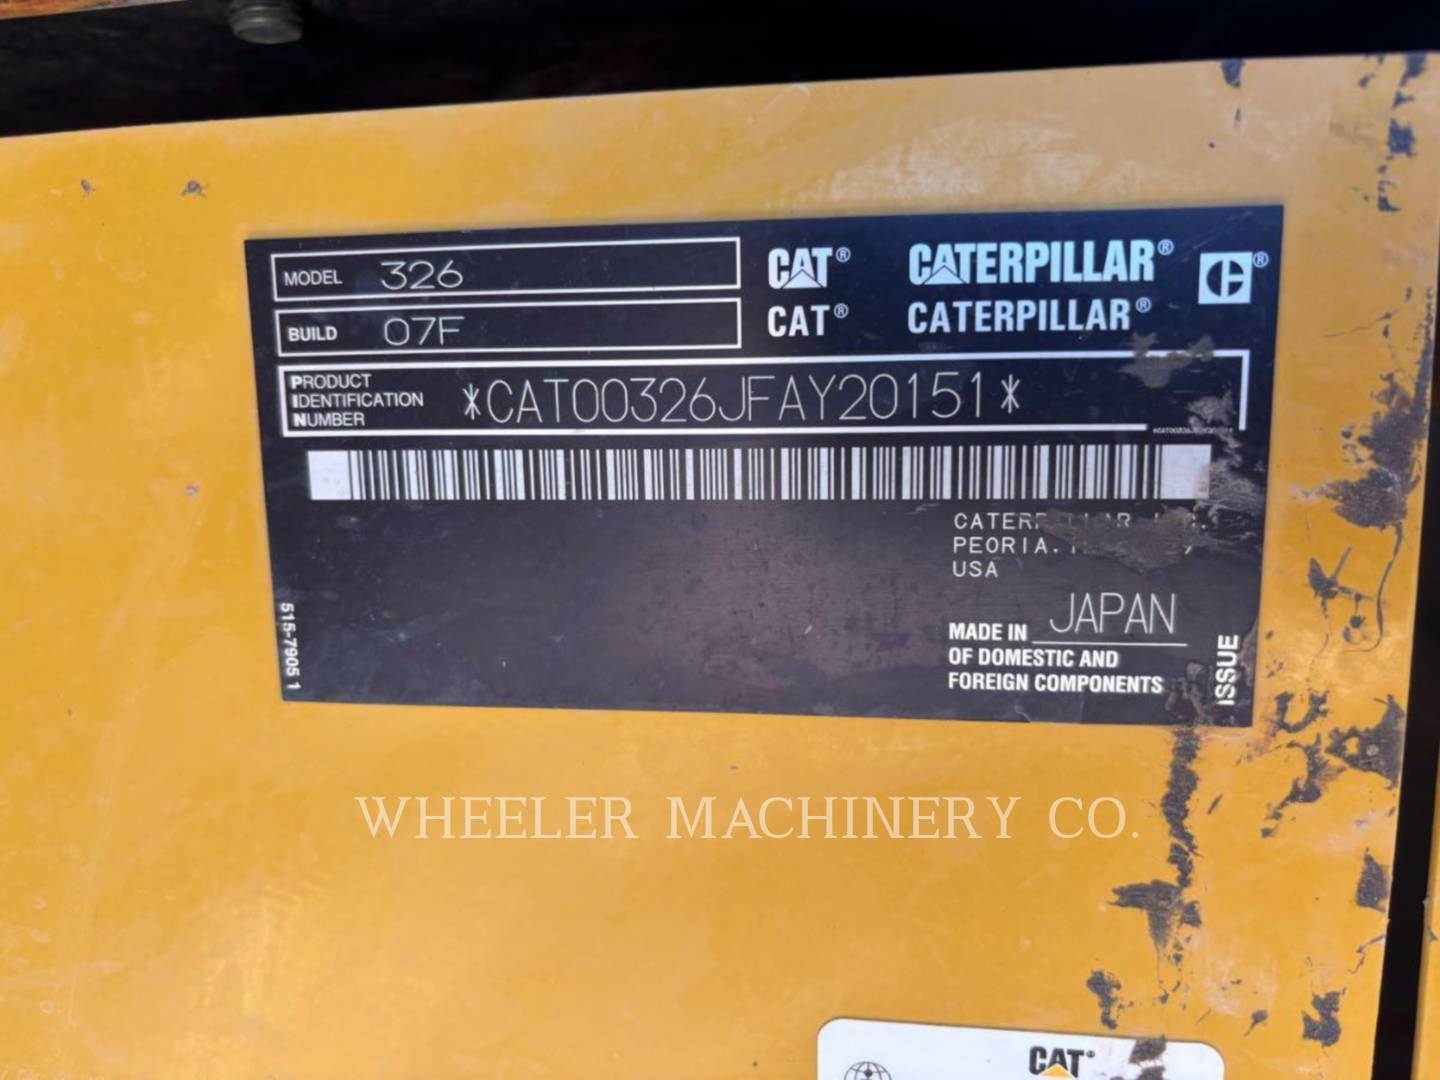 MODEL 326
CAT® CATERPILLAR® ®
BUILD 07F
CAT® CATERPILLAR®
PRODUCT IDENTIFICATION NUMBER *CAT00326JFAY20151*
PEORIA.
USA
MADE IN JAPAN
OF DOMESTIC AND
FOREIGN COMPONENTS
515-7905 1
ISSUE
WHEELER MACHINERY CO.
CAT®